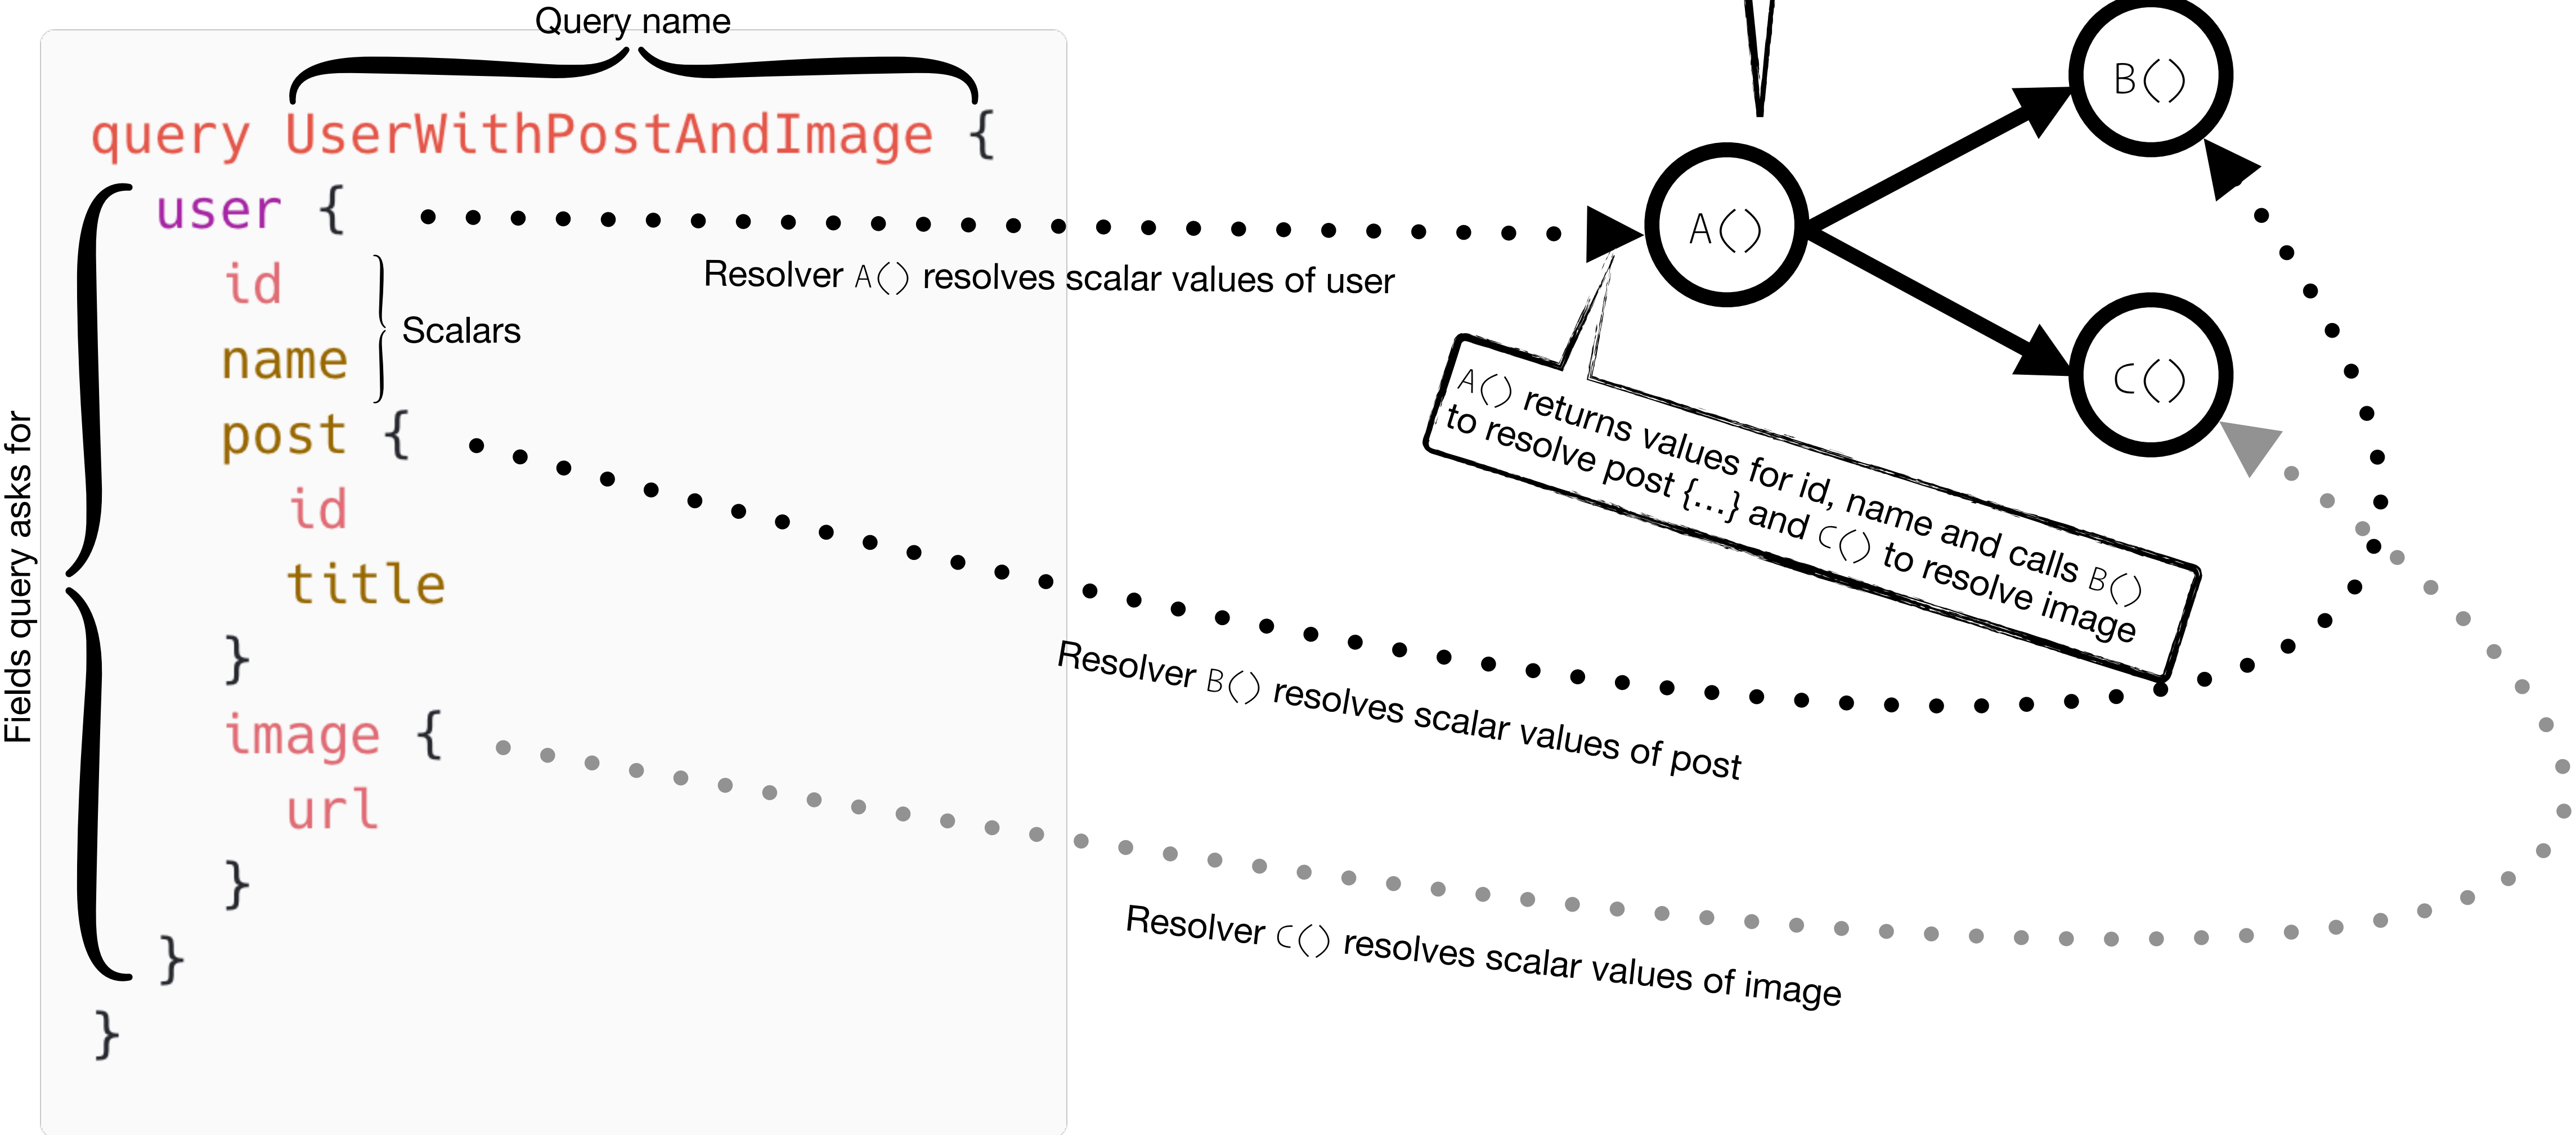 Query name
query UserWithPostAndImage {
user {
id
name
post {
id
title
}
image {
url
}
}
}
Fields query asks for
Scalars
Resolver A() resolves scalar values of user
A()
B()
C()
A() returns values for id, name and calls B()
to resolve post {...} and C() to resolve image
Resolver B() resolves scalar values of post
Resolver C() resolves scalar values of image